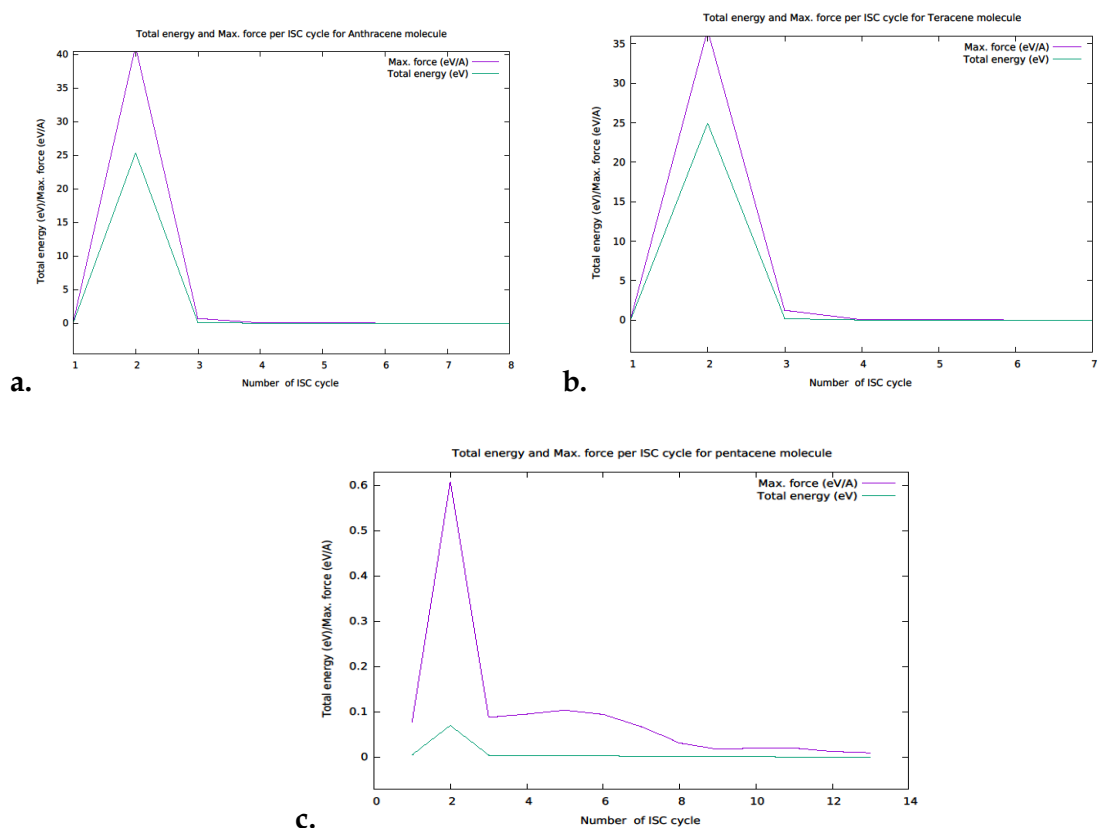 Total energy and Max. force per ISC cycle for Anthracene molecule
Max. force (eV/A)
Total energy (eV)
Total energy (eV)/Max. force (eV/A)
40
35
30
25
20
15
10
5
0
1 2 3 4 5 6 7 8
Number of ISC cycle
a.
Total energy and Max. force per ISC cycle for Teracene molecule
Max. force (eV/A)
Total energy (eV)
Total energy (eV)/Max. force (eV/A)
35
30
25
20
15
10
5
0
1 2 3 4 5 6 7
Number of ISC cycle
b.
Total energy and Max. force per ISC cycle for pentacene molecule
Max. force (eV/A)
Total energy (eV)
Total energy (eV)/Max. force (eV/A)
0.6
0.5
0.4
0.3
0.2
0.1
0
0 2 4 6 8 10 12 14
Number of ISC cycle
c.